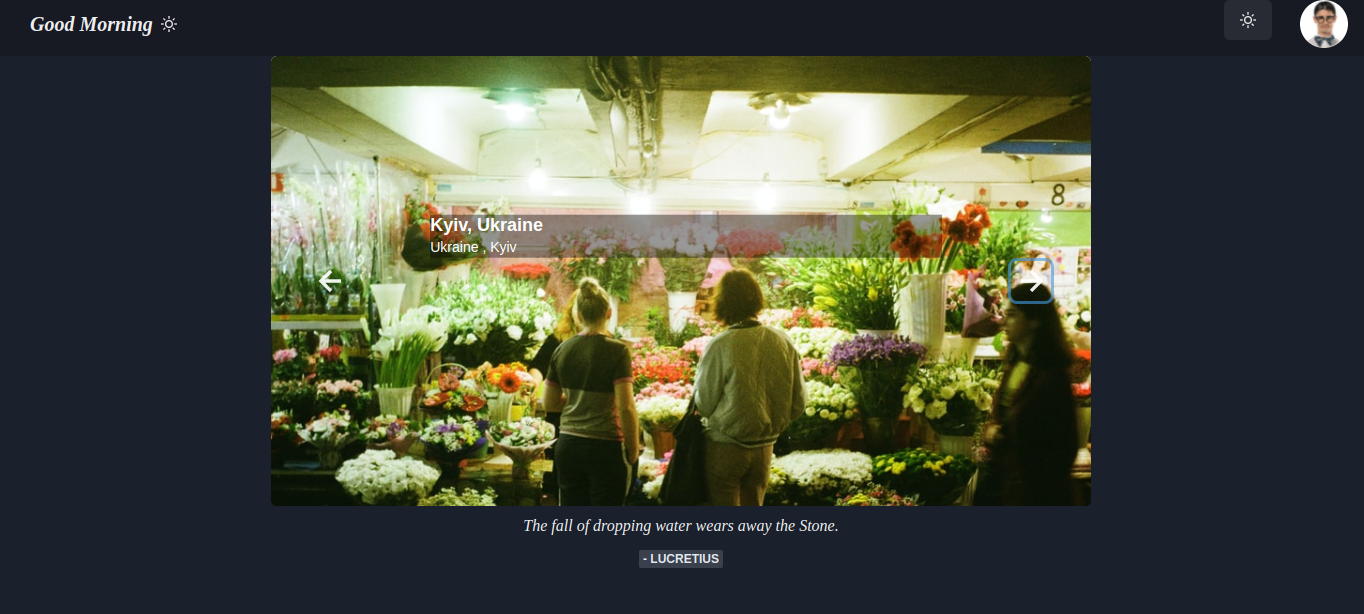 Good Morning
Kyiv, Ukraine
Ukraine , Kyiv
8
The fall of dropping water wears away the Stone.
- LUCRETIUS